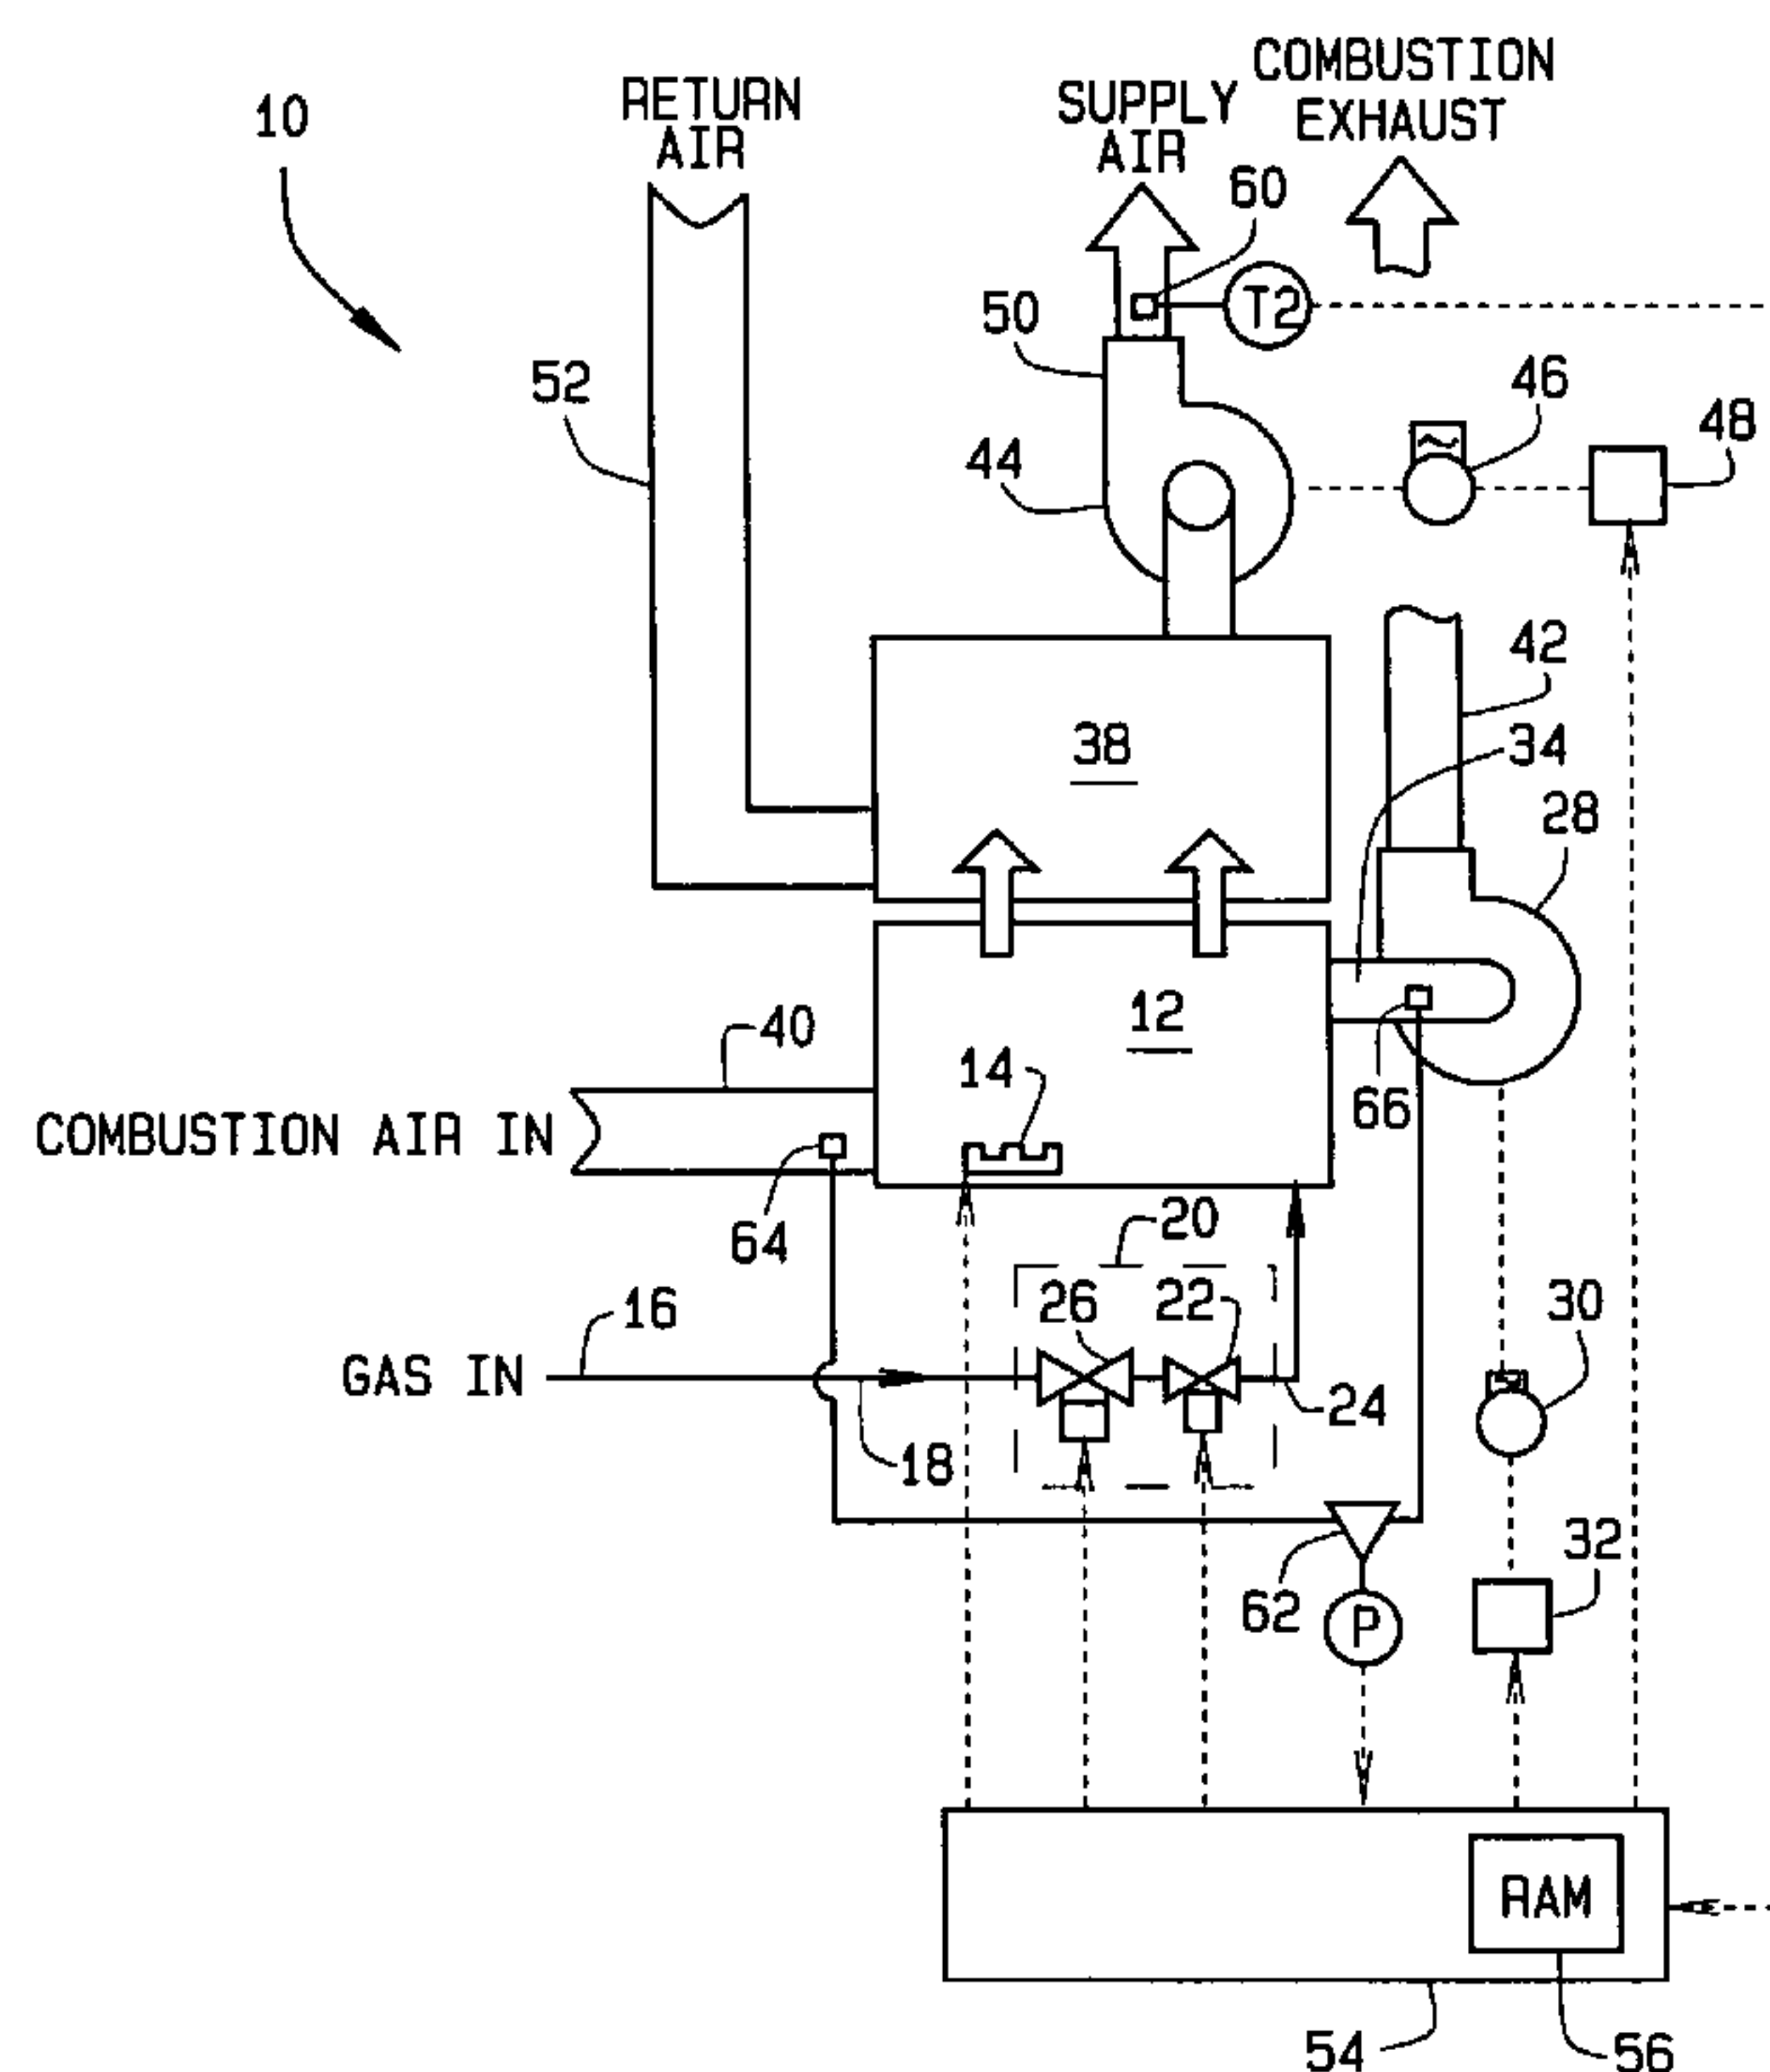 COMBUSTION
EXHAUST
RETURN
AIR
SUPPLY
AIR
10
60
50
T2
52
46
48
44
42
38
34
28
12
40
14
66
COMBUSTION AIR IN
64
20
16
26
22
30
GAS IN
24
18
32
62
P
RAM
54
56